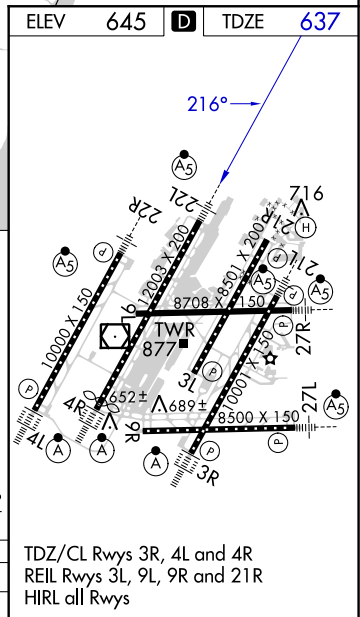 ELEV 645 D TDZE 637
216°
A5
22L
22R
716
H
21R
P
A5
P
A5
21L
A5
P
12003 X 200
8501 X 200
9L
8708 X 150
P
27R
10000 X 150
TWR
877
10001 X 150
3L
P
P
4R
652 ±
689 ±
27L
A5
4L
9R
8500 X 150
P
A
A
A
P
3R
TDZ/CL Rwys 3R, 4L and 4R
REIL Rwys 3L, 9L, 9R and 21R
HIRL all Rwys